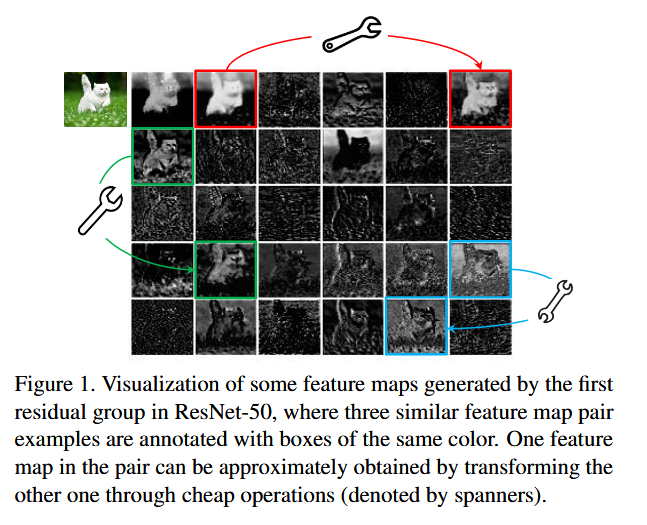 Figure 1. Visualization of some feature maps generated by the first
residual group in ResNet-50, where three similar feature map pair
examples are annotated with boxes of the same color. One feature
map in the pair can be approximately obtained by transforming the
other one through cheap operations (denoted by spanners).